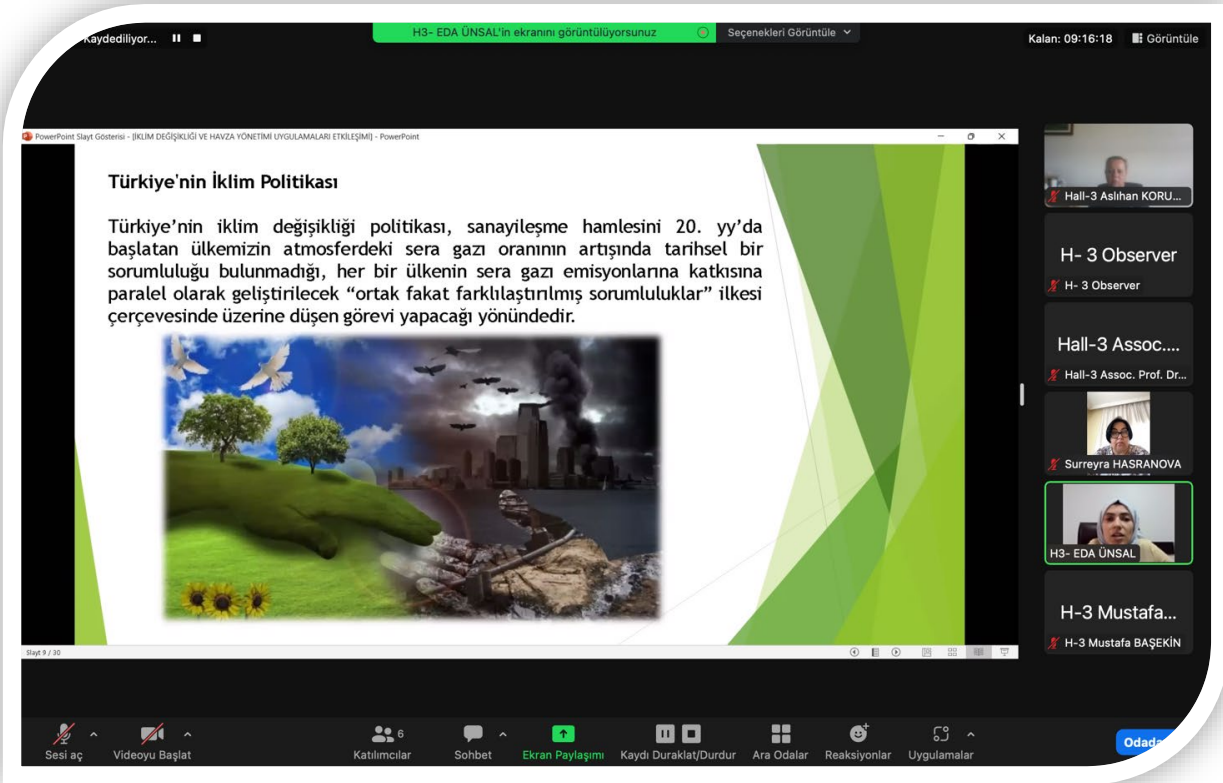 Kaydediliyor...
H3- EDA ÜNSAL'in ekranını görüntülüyorsunuz
Seçenekleri Görüntüle
Kalan: 09:16:18
Görüntüle
PowerPoint Slayt Gösterisi - [İKLİM DEĞİŞİKLİĞİ VE HAVZA YÖNETİMİ UYGULAMALARI ETKİLEŞİMİ] - PowerPoint
Türkiye'nin İklim Politikası
Türkiye’nin iklim değişikliği politikası, sanayileşme hamlesini 20. yy’da
başlatan ülkemizin atmosferdeki sera gazı oranının artışında tarihsel bir
sorumluluğu bulunmadığı, her bir ülkenin sera gazı emisyonlarına katkısına
paralel olarak geliştirilecek “ortak fakat farklılaştırılmış sorumluluklar” ilkesi
çerçevesinde üzerine düşen görevi yapacağı yönündedir.
Slayt 9 / 30
Hall-3 Aslıhan KORU...
H- 3 Observer
H- 3 Observer
Hall-3 Assoc....
Hall-3 Assoc. Prof. Dr...
Surreyra HASRANOVA
H3- EDA ÜNSAL
H-3 Mustafa...
H-3 Mustafa BAŞEKİN
Sesi aç
Videoyu Başlat
6
Katılımcılar
Sohbet
Ekran Paylaşımı
Kaydı Duraklat/Durdur
Ara Odalar
Reaksiyonlar
Uygulamalar